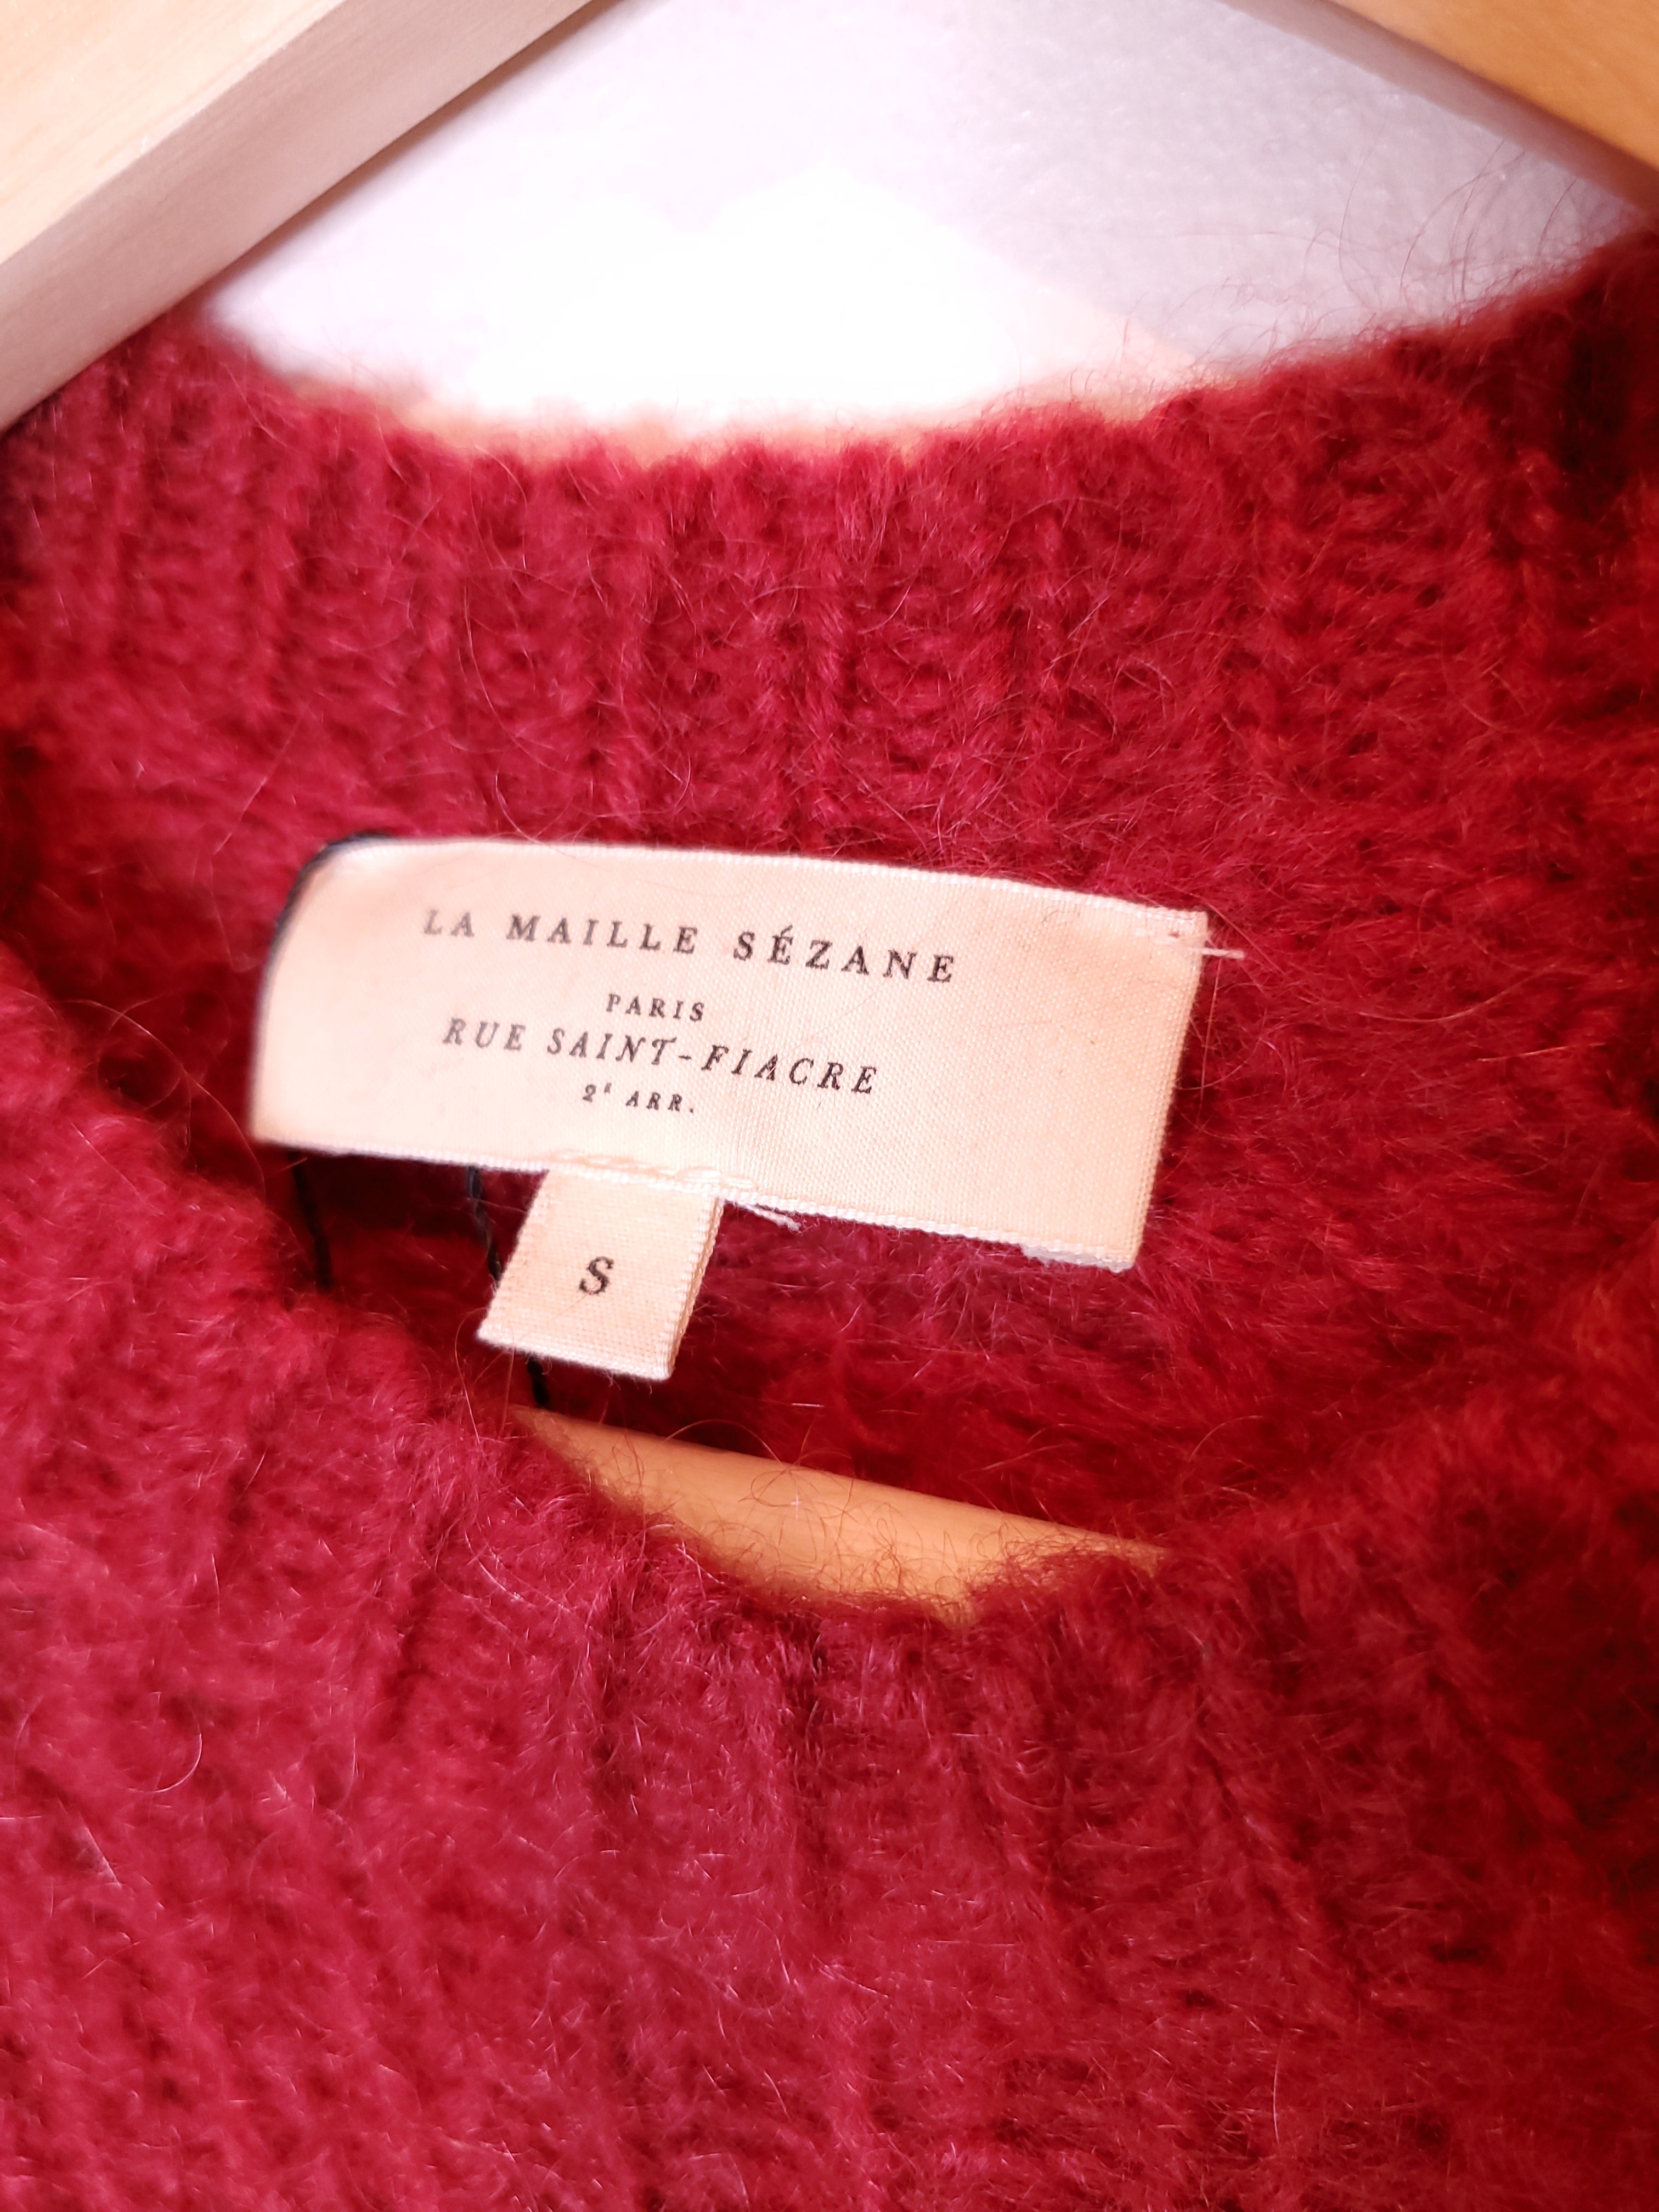 LA MAILLE SÉZANE
PARIS
RUE SAINT-FIACRE
2ᵉ ARR.
S